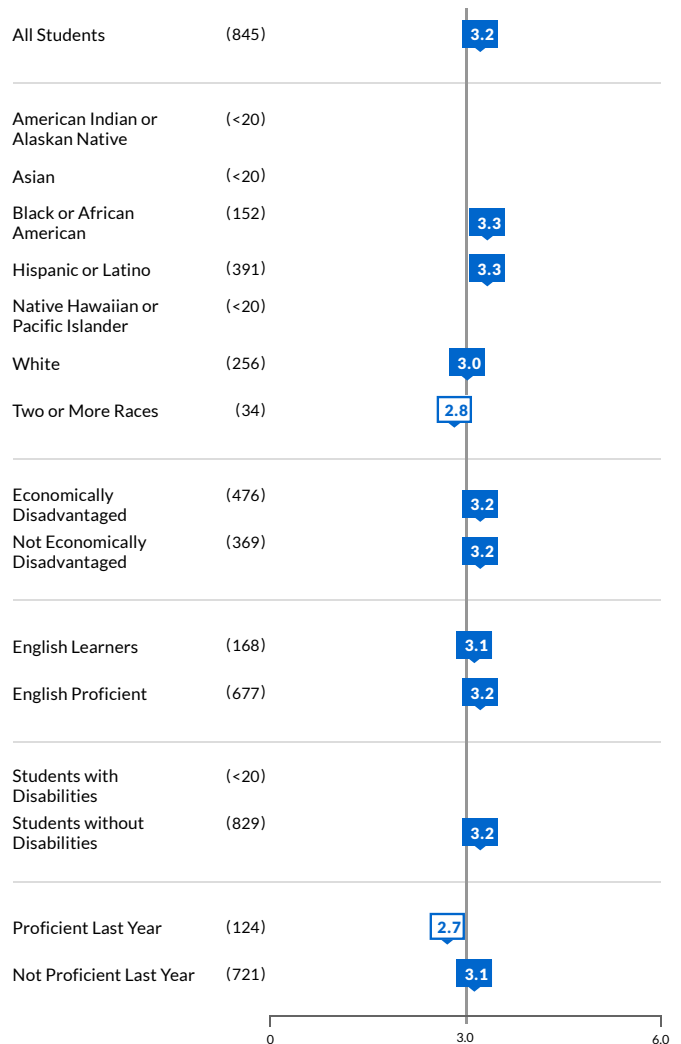 All Students (845) 3.2
American Indian or (<20)
Alaskan Native
Asian (<20)
Black or African (152) 3.3
American
Hispanic or Latino (391) 3.3
Native Hawaiian or (<20)
Pacific Islander
White (256) 3.0
Two or More Races (34) 2.8
Economically (476) 3.2
Disadvantaged
Not Economically (369) 3.2
Disadvantaged
English Learners (168) 3.1
English Proficient (677) 3.2
Students with (<20)
Disabilities
Students without (829) 3.2
Disabilities
Proficient Last Year (124) 2.7
Not Proficient Last Year (721) 3.1
0 3.0 6.0